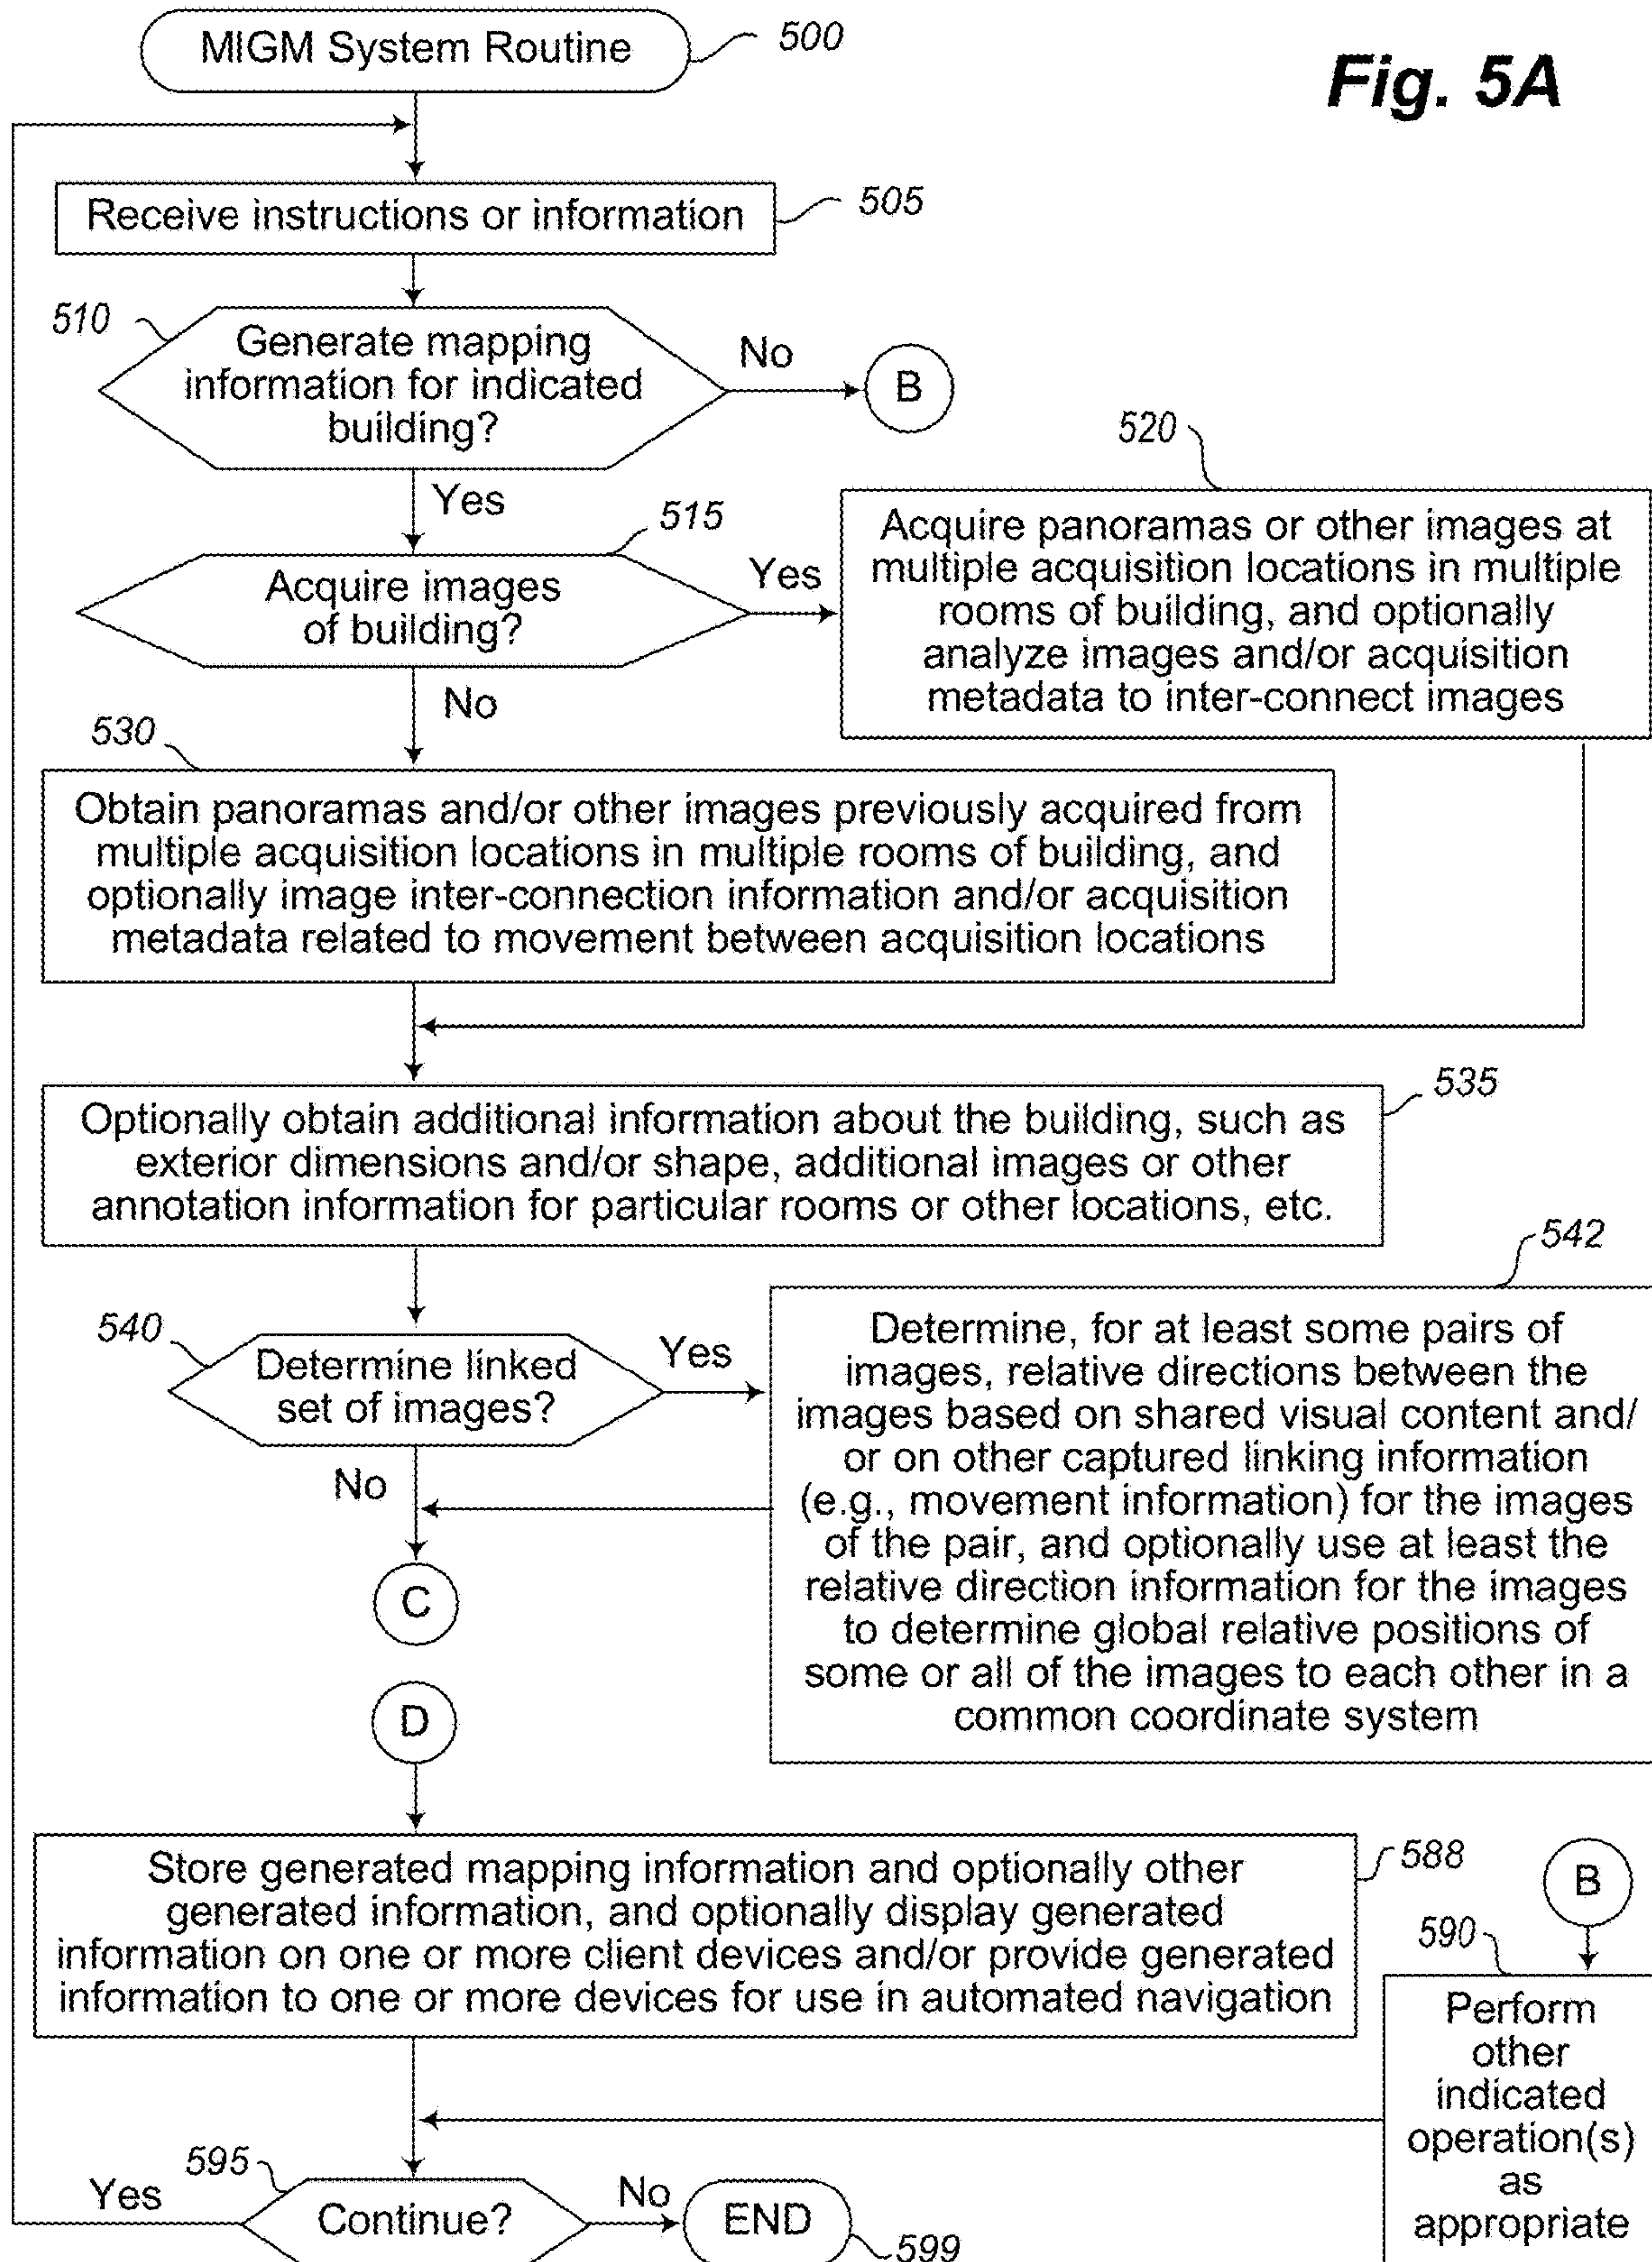 MIGM System Routine
500
Fig. 5A
Receive instructions or information
505
510
Generate mapping
information for indicated
building?
No
B
Yes
515
Acquire images
of building?
Yes
520
Acquire panoramas or other images at
multiple acquisition locations in multiple
rooms of building, and optionally
analyze images and/or acquisition
metadata to inter-connect images
No
530
Obtain panoramas and/or other images previously acquired from
multiple acquisition locations in multiple rooms of building, and
optionally image inter-connection information and/or acquisition
metadata related to movement between acquisition locations
535
Optionally obtain additional information about the building, such as
exterior dimensions and/or shape, additional images or other
annotation information for particular rooms or other locations, etc.
540
Determine linked
set of images?
Yes
542
Determine, for at least some pairs of
images, relative directions between the
images based on shared visual content and/
or on other captured linking information
(e.g., movement information) for the images
of the pair, and optionally use at least the
relative direction information for the images
to determine global relative positions of
some or all of the images to each other in a
common coordinate system
No
C
D
588
Store generated mapping information and optionally other
generated information, and optionally display generated
information on one or more client devices and/or provide generated
information to one or more devices for use in automated navigation
B
590
Perform
other
indicated
operation(s)
as
appropriate
595
Yes
Continue?
No
END
599